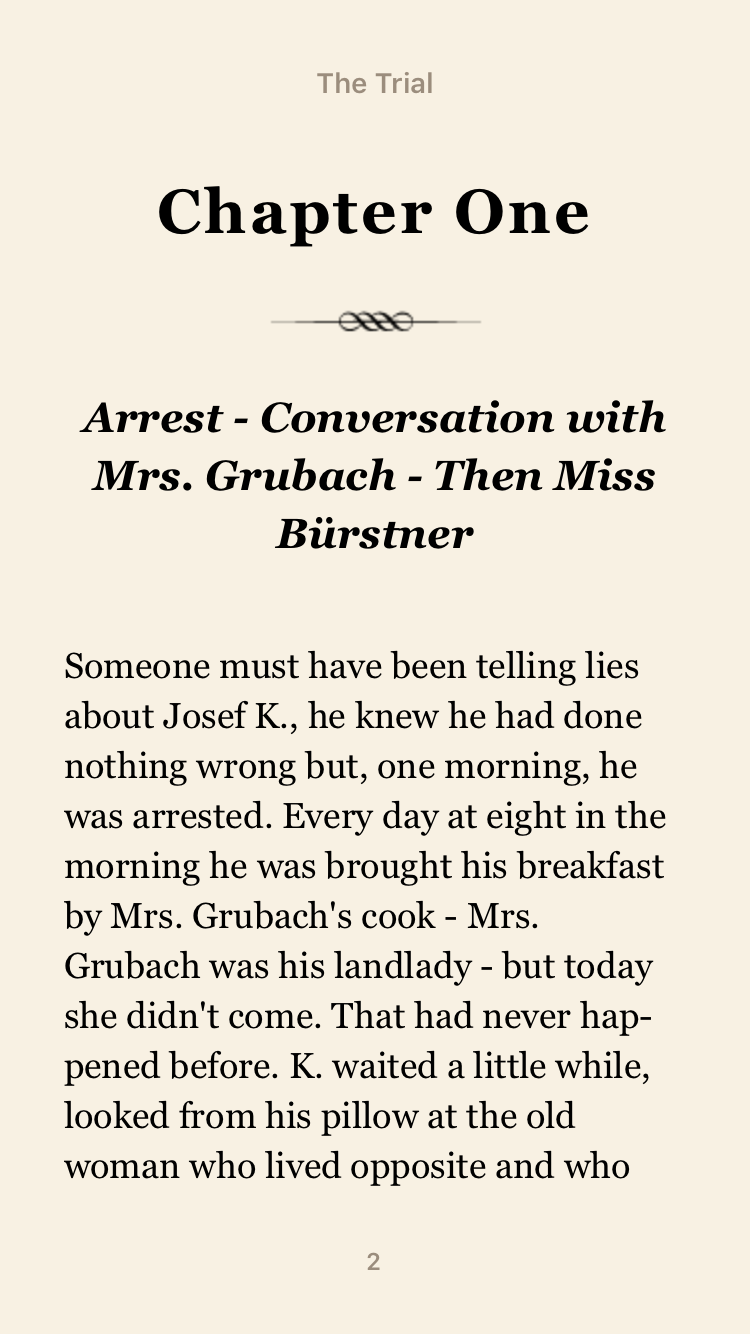 The Trial
Chapter One
Arrest - Conversation with
Mrs. Grubach - Then Miss
Bürstner
Someone must have been telling lies
about Josef K., he knew he had done
nothing wrong but, one morning, he
was arrested. Every day at eight in the
morning he was brought his breakfast
by Mrs. Grubach's cook - Mrs.
Grubach was his landlady - but today
she didn't come. That had never hap-
pened before. K. waited a little while,
looked from his pillow at the old
woman who lived opposite and who
2